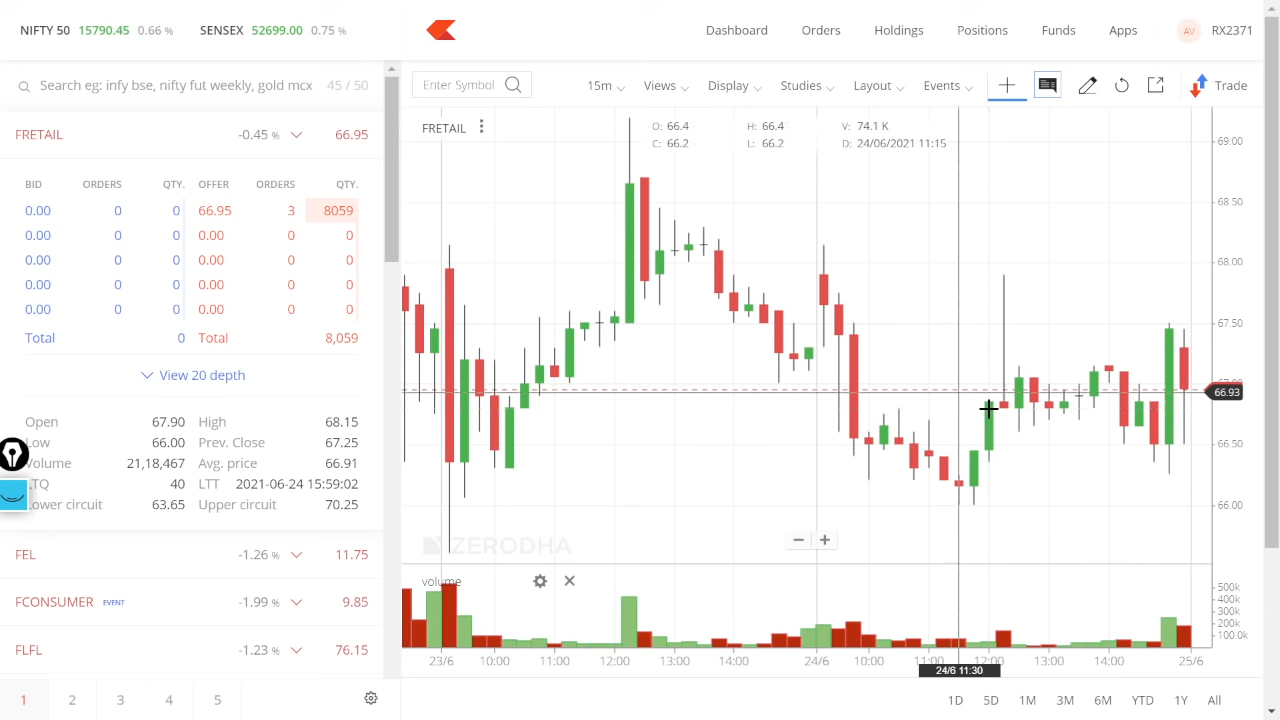 NIFTY 50 15790.45 0.66 % SENSEX 52699.00 0.75 %
Dashboard Orders Holdings Positions Funds Apps AV RX2371
Search eg: infy bse, nifty fut weekly, gold mcx 45 / 50
Enter Symbol 15m Views Display Studies Layout Events Trade
FRETAIL -0.45 % 66.95
BID ORDERS QTY. OFFER ORDERS QTY.
0.00 0 0 66.95 3 8059
0.00 0 0 0.00 0 0
0.00 0 0 0.00 0 0
0.00 0 0 0.00 0 0
0.00 0 0 0.00 0 0
Total 0 Total 8,059
View 20 depth
Open 67.90 High 68.15
Low 66.00 Prev. Close 67.25
Volume 21,18,467 Avg. price 66.91
LTQ 40 LTT 2021-06-24 15:59:02
Lower circuit 63.65 Upper circuit 70.25
FEL -1.26 % 11.75
FCONSUMER EVENT -1.99 % 9.85
FLFL -1.23 % 76.15
1 2 3 4 5
FRETAIL
O: 66.4 H: 66.4 V: 74.1 K
C: 66.2 L: 66.2 D: 24/06/2021 11:15
69.00
68.50
68.00
67.50
67.00
66.93
66.50
66.00
ZERODHA
volume
500k
400k
300k
200k
100.0k
23/6 10:00 11:00 12:00 13:00 14:00 24/6 10:00 11:00 12:00 13:00 14:00 25/6
24/6 11:30
1D 5D 1M 3M 6M YTD 1Y All